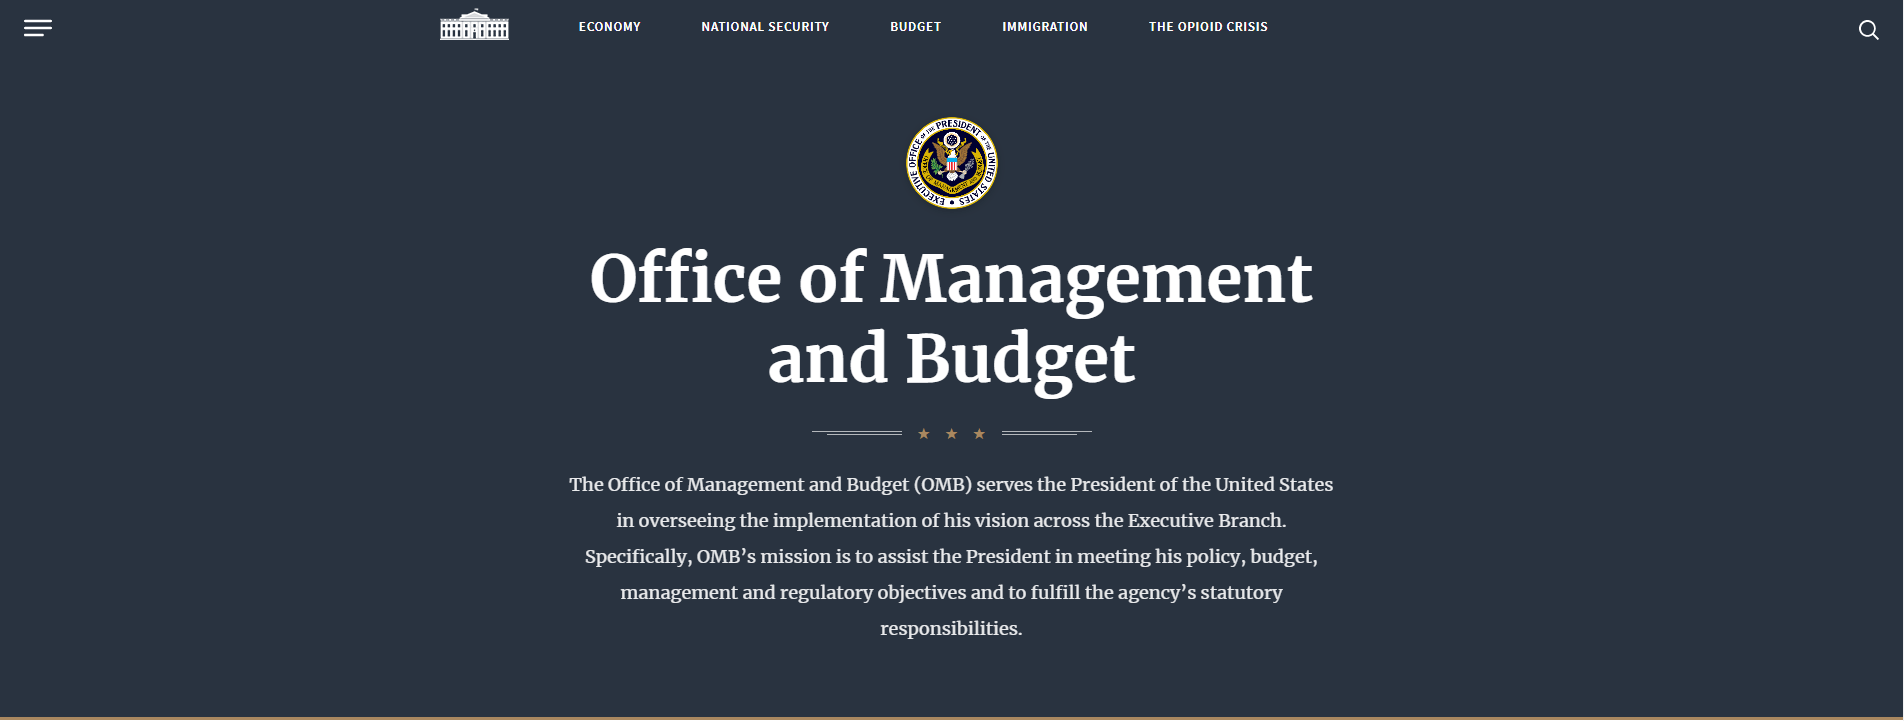 ECONOMY NATIONAL SECURITY BUDGET IMMIGRATION THE OPIOID CRISIS
EXECUTIVE OFFICE OF THE PRESIDENT OF THE UNITED STATES
Office of Management
and Budget
The Office of Management and Budget (OMB) serves the President of the United States
in overseeing the implementation of his vision across the Executive Branch.
Specifically, OMB’s mission is to assist the President in meeting his policy, budget,
management and regulatory objectives and to fulfill the agency’s statutory
responsibilities.